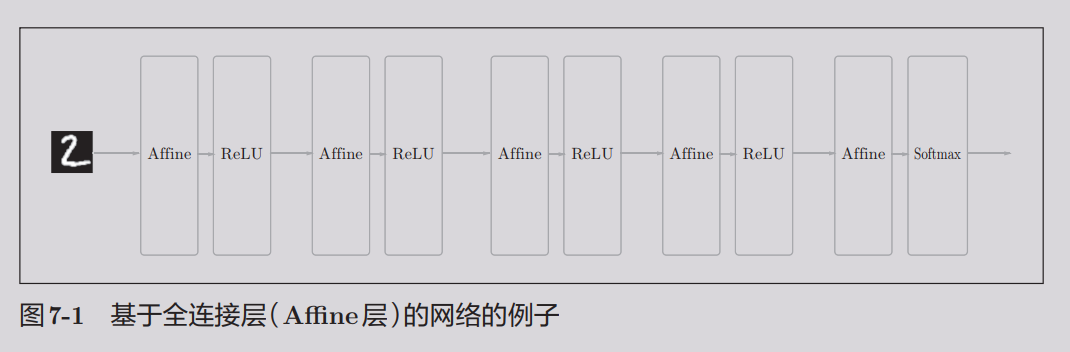 2 Affine ReLU Affine ReLU Affine ReLU Affine ReLU Affine Softmax
图7-1 基于全连接层（Affine层）的网络的例子